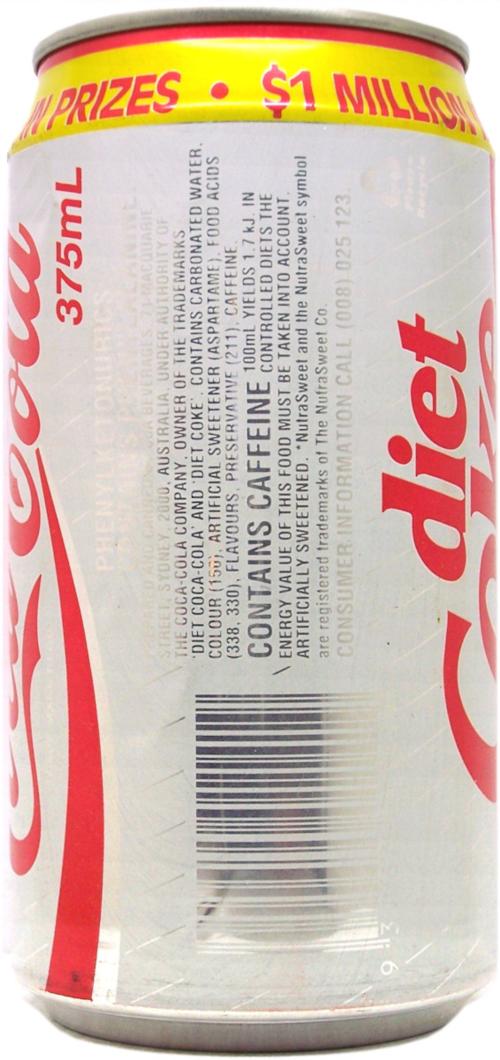 IN PRIZES • $1 MILLION
Coca Cola
375mL
PHENYLKETONURICS
STREET, SYDNEY, 2000, AUSTRALIA, UNDER AUTHORITY OF
THE COCA-COLA COMPANY, OWNER OF THE TRADEMARKS
'DIET COCA-COLA' AND 'DIET COKE'. CONTAINS CARBONATED WATER,
COLOUR (150), ARTIFICIAL SWEETENER (ASPARTAME), FOOD ACIDS
(338, 330), FLAVOURS, PRESERVATIVE (211), CAFFEINE.
CONTAINS CAFFEINE 100mL YIELDS 1.7 kJ. IN
CONTROLLED DIETS THE
ENERGY VALUE OF THIS FOOD MUST BE TAKEN INTO ACCOUNT.
ARTIFICIALLY SWEETENED. *NutraSweet and the NutraSweet symbol
are registered trademarks of The NutraSweet Co.
CONSUMER INFORMATION CALL (008) 025 123.
diet
Coke